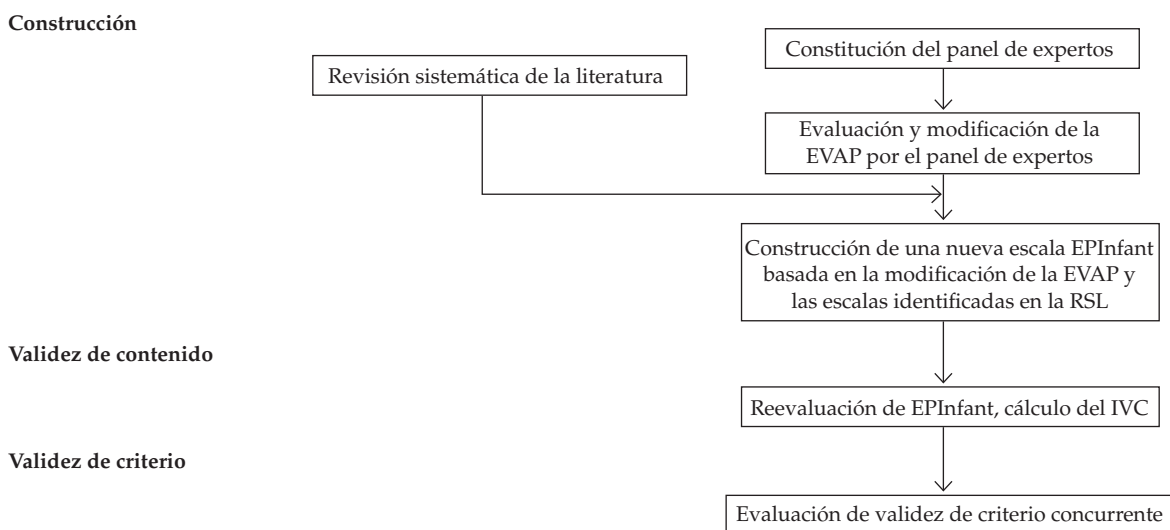 Construcción
Constitución del panel de expertos
Revisión sistemática de la literatura
Evaluación y modificación de la
EVAP por el panel de expertos
Construcción de una nueva escala EPInfant
basada en la modificación de la EVAP y
las escalas identificadas en la RSL
Validez de contenido
Reevaluación de EPInfant, cálculo del IVC
Validez de criterio
Evaluación de validez de criterio concurrente